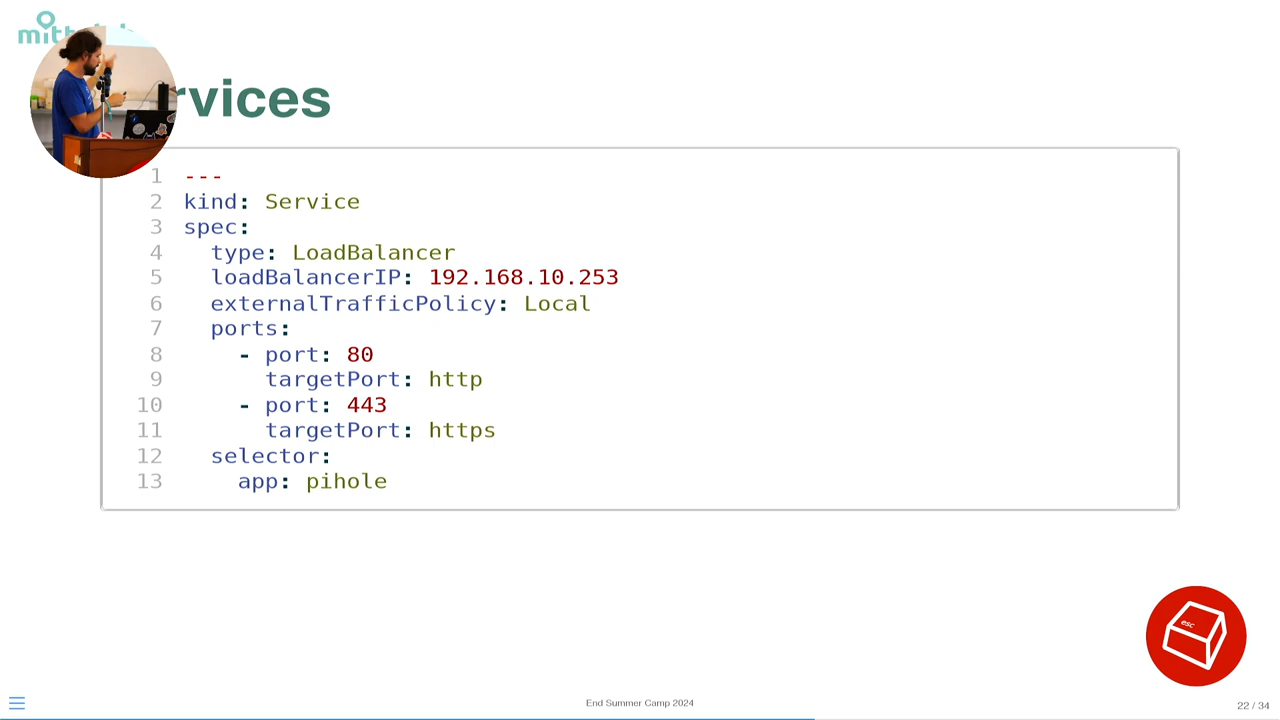 rvices
1 ---
2 kind: Service
3 spec:
4   type: LoadBalancer
5   loadBalancerIP: 192.168.10.253
6   externalTrafficPolicy: Local
7   ports:
8     - port: 80
9       targetPort: http
10     - port: 443
11       targetPort: https
12   selector:
13     app: pihole
esc
End Summer Camp 2024
22 / 34